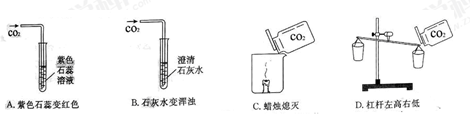 CO₂
紫色
石蕊
溶液
A. 紫色石蕊变红色
CO₂
澄清
石灰水
B. 石灰水变浑浊
CO₂
C. 蜡烛熄灭
CO₂
D. 杠杆左高右低